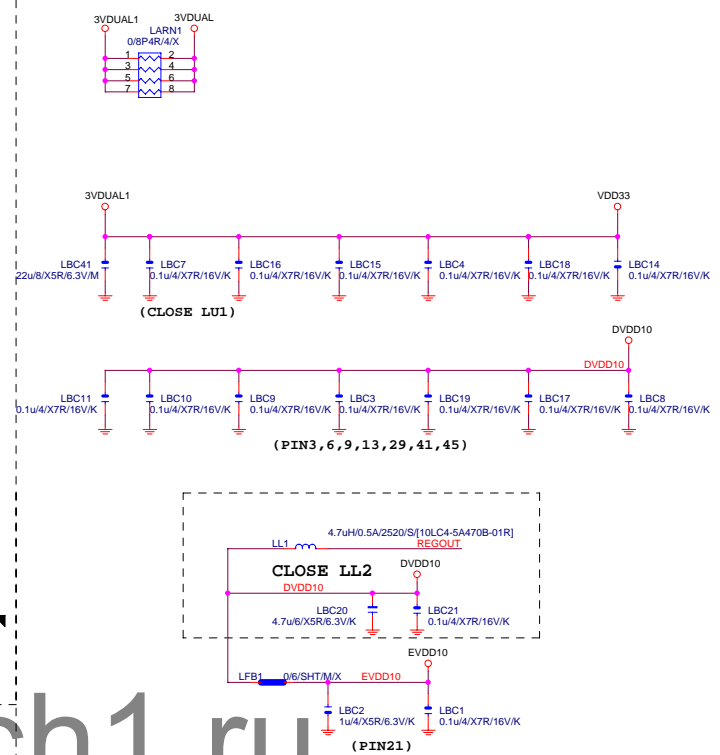 3VDUAL1
3VDUAL
LARN1
0/8P4R/4/X
1 2
3 4
5 6
7 8
3VDUAL1
VDD33
LBC41
22u/8/X5R/6.3V/M
LBC7
0.1u/4/X7R/16V/K
LBC16
0.1u/4/X7R/16V/K
LBC15
0.1u/4/X7R/16V/K
LBC4
0.1u/4/X7R/16V/K
LBC18
0.1u/4/X7R/16V/K
LBC14
0.1u/4/X7R/16V/K
(CLOSE LU1)
DVDD10
DVDD10
LBC11
0.1u/4/X7R/16V/K
LBC10
0.1u/4/X7R/16V/K
LBC9
0.1u/4/X7R/16V/K
LBC3
0.1u/4/X7R/16V/K
LBC19
0.1u/4/X7R/16V/K
LBC17
0.1u/4/X7R/16V/K
LBC8
0.1u/4/X7R/16V/K
(PIN3,6,9,13,29,41,45)
4.7uH/0.5A/2520/S/[10LC4-5A470B-01R]
LL1
REGOUT
CLOSE LL2
DVDD10
DVDD10
LBC20
4.7u/6/X5R/6.3V/K
LBC21
0.1u/4/X7R/16V/K
EVDD10
LFB1
0/6/SHT/M/X
EVDD10
LBC2
1u/4/X5R/6.3V/K
LBC1
0.1u/4/X7R/16V/K
(PIN21)
ch1.ru